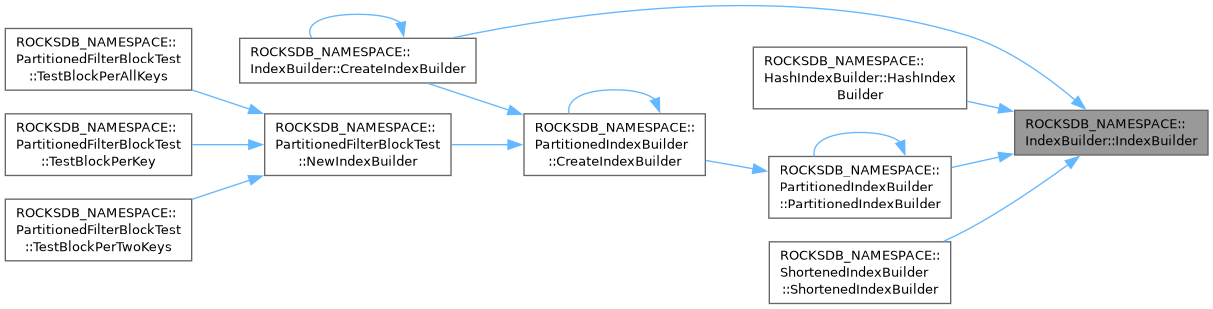 ROCKSDB_NAMESPACE::
PartitionedFilterBlockTest
::TestBlockPerAllKeys
ROCKSDB_NAMESPACE::
PartitionedFilterBlockTest
::TestBlockPerKey
ROCKSDB_NAMESPACE::
PartitionedFilterBlockTest
::TestBlockPerTwoKeys
ROCKSDB_NAMESPACE::
IndexBuilder::CreateIndexBuilder
ROCKSDB_NAMESPACE::
PartitionedFilterBlockTest
::NewIndexBuilder
ROCKSDB_NAMESPACE::
PartitionedIndexBuilder
::CreateIndexBuilder
ROCKSDB_NAMESPACE::
HashIndexBuilder::HashIndex
Builder
ROCKSDB_NAMESPACE::
PartitionedIndexBuilder
::PartitionedIndexBuilder
ROCKSDB_NAMESPACE::
ShortenedIndexBuilder
::ShortenedIndexBuilder
ROCKSDB_NAMESPACE::
IndexBuilder::IndexBuilder